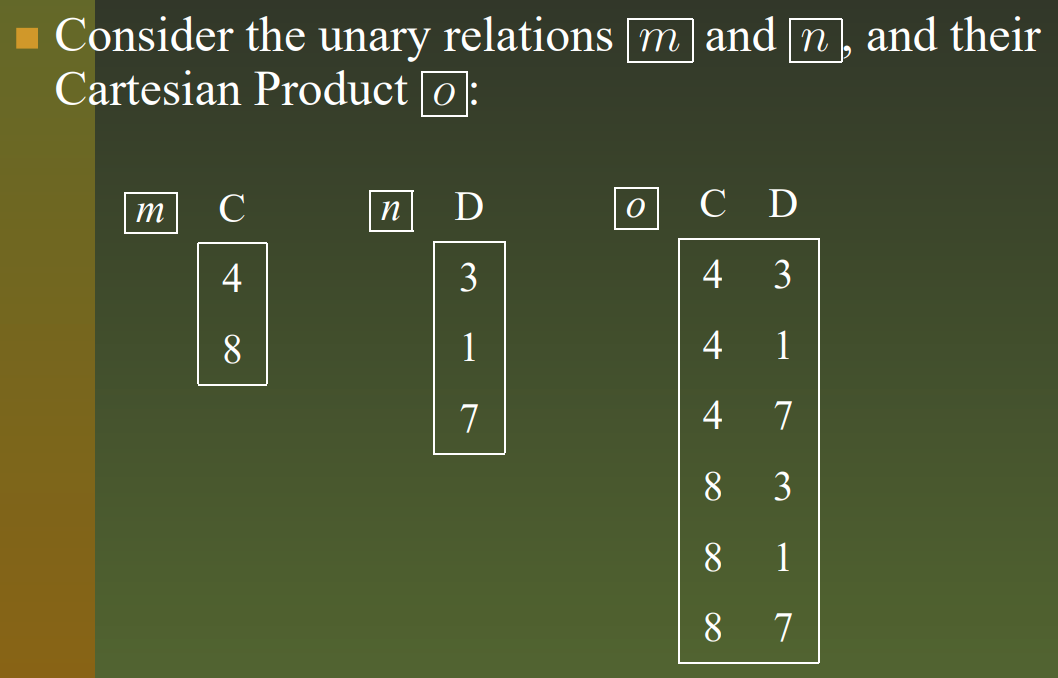 Consider the unary relations m and n, and their
Cartesian Product o:
m C n D o C D
4 3 4 3
8 1 4 1
7 4 7
8 3
8 1
8 7